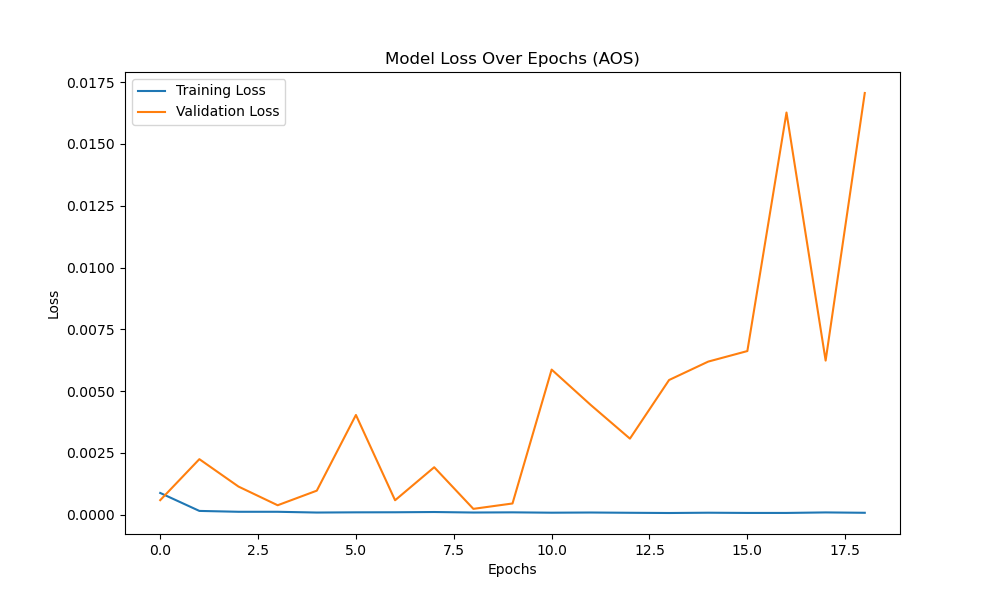 Model Loss Over Epochs (AOS)
Training Loss
Validation Loss
0.0175
0.0150
0.0125
0.0100
0.0075
0.0050
0.0025
0.0000
Loss
0.0 2.5 5.0 7.5 10.0 12.5 15.0 17.5
Epochs